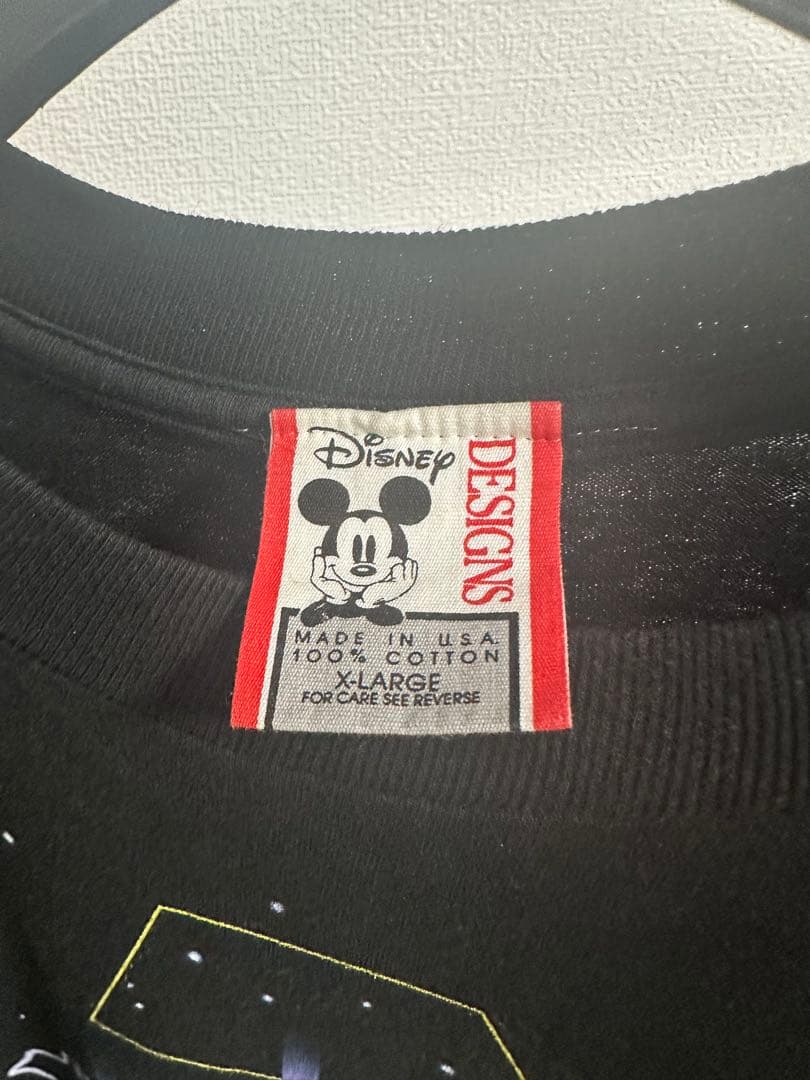 Disney
DESIGNS
MADE IN U.S.A.
100% COTTON
X-LARGE
FOR CARE SEE REVERSE